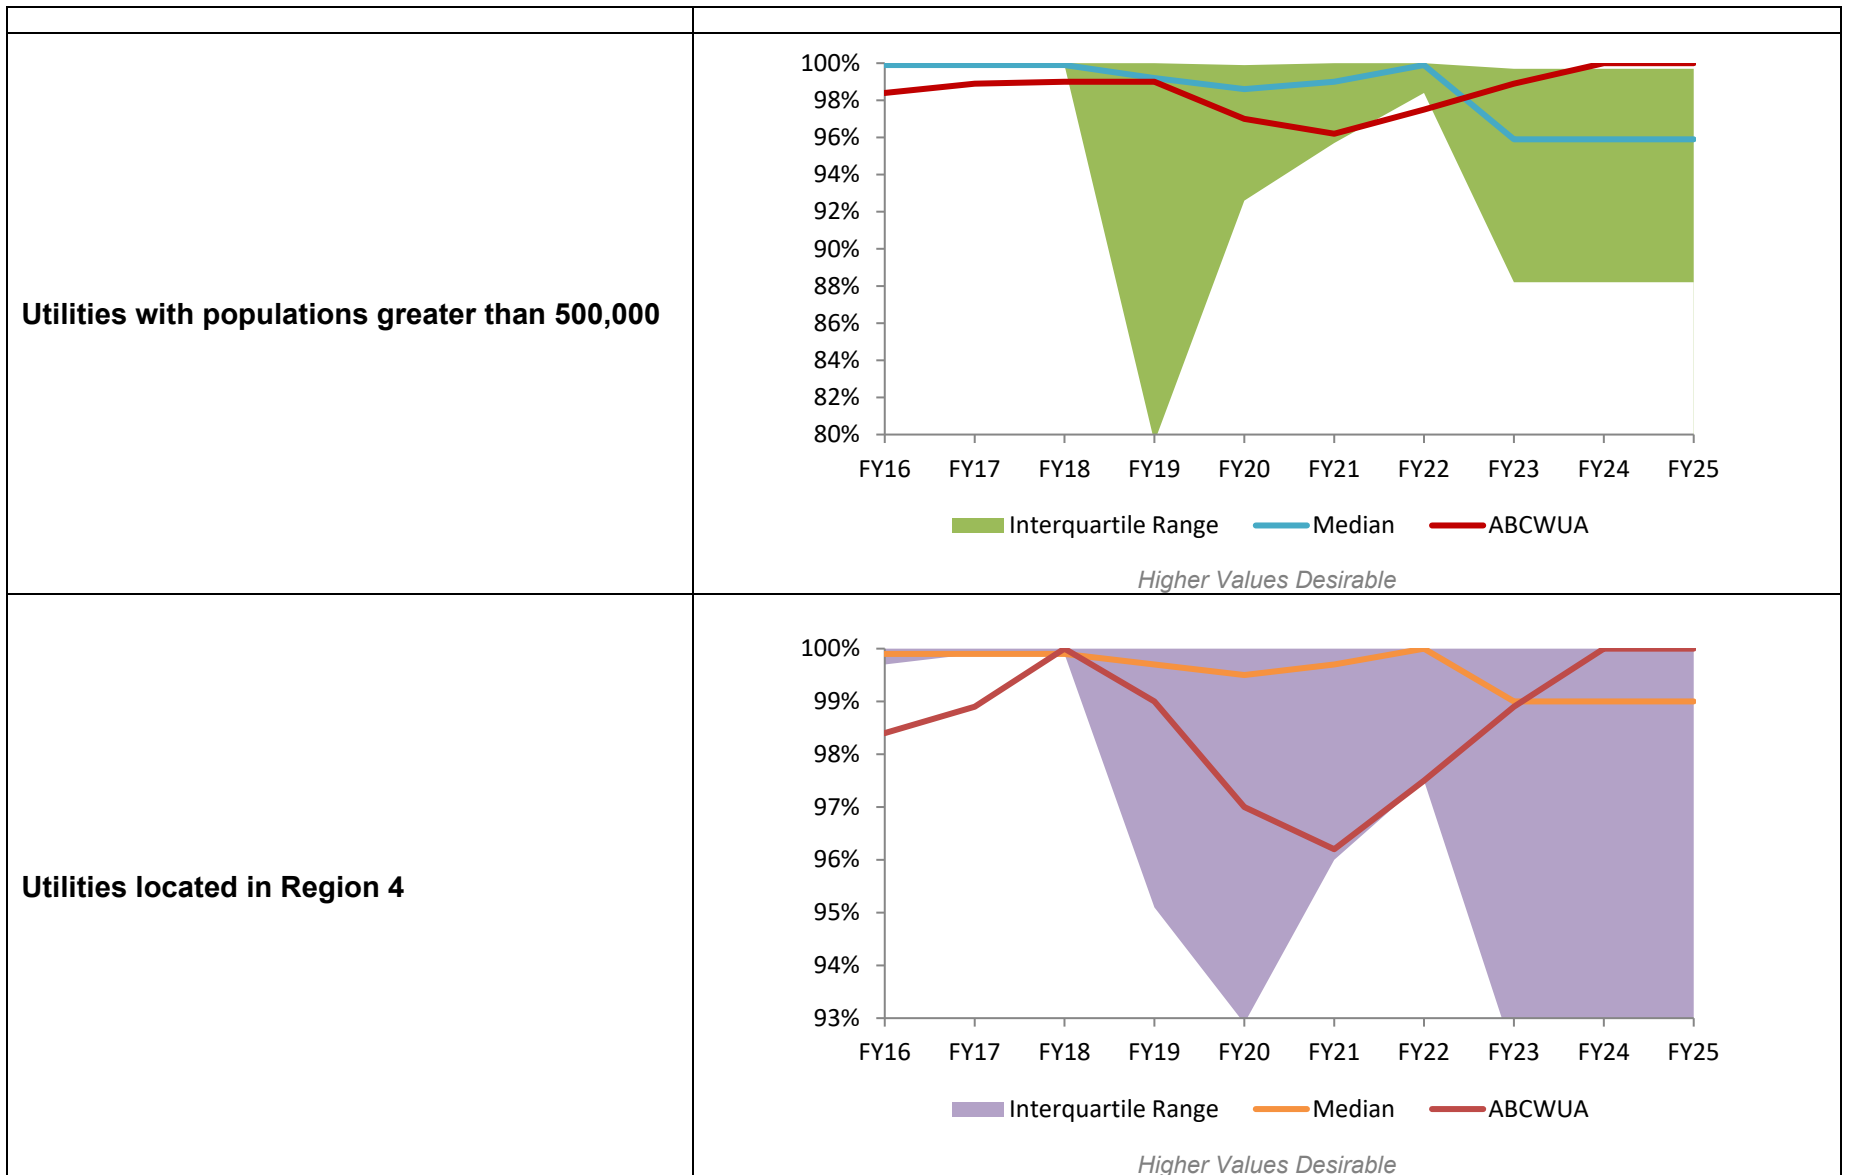 Utilities with populations greater than 500,000
100%
98%
96%
94%
92%
90%
88%
86%
84%
82%
80%
FY16 FY17 FY18 FY19 FY20 FY21 FY22 FY23 FY24 FY25
Interquartile Range Median ABCWUA
Higher Values Desirable
Utilities located in Region 4
100%
99%
98%
97%
96%
95%
94%
93%
FY16 FY17 FY18 FY19 FY20 FY21 FY22 FY23 FY24 FY25
Interquartile Range Median ABCWUA
Higher Values Desirable